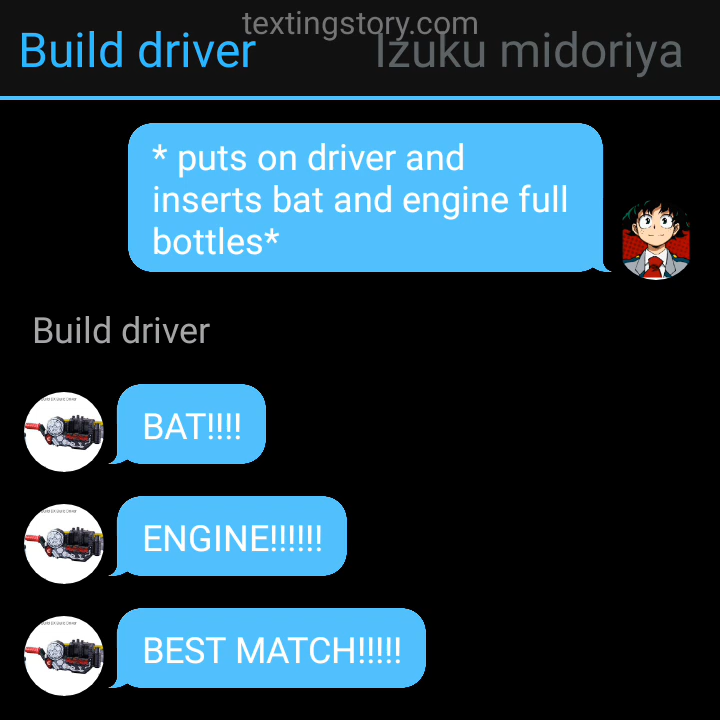 textingstory.com
Build driver
Izuku midoriya
* puts on driver and
inserts bat and engine full
bottles*
Build driver
BAT!!!!
ENGINE!!!!!!
BEST MATCH!!!!!